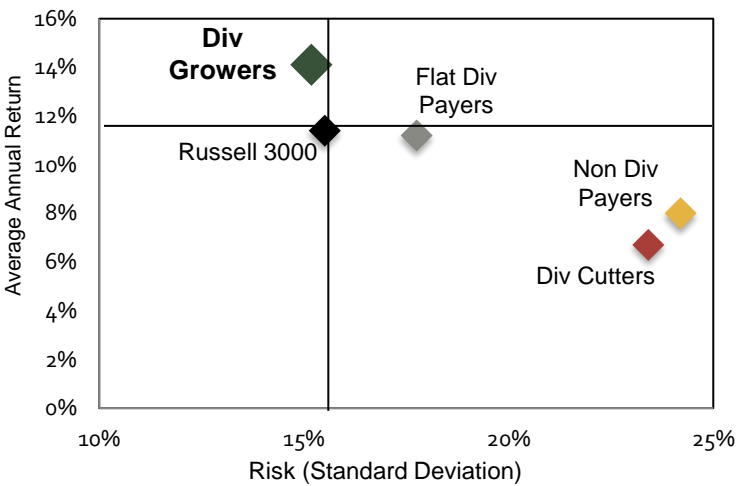 16%
14%
12%
10%
8%
6%
4%
2%
0%
Average Annual Return
Div
Growers
Flat Div
Payers
Russell 3000
Non Div
Payers
Div Cutters
10%
15%
20%
25%
Risk (Standard Deviation)